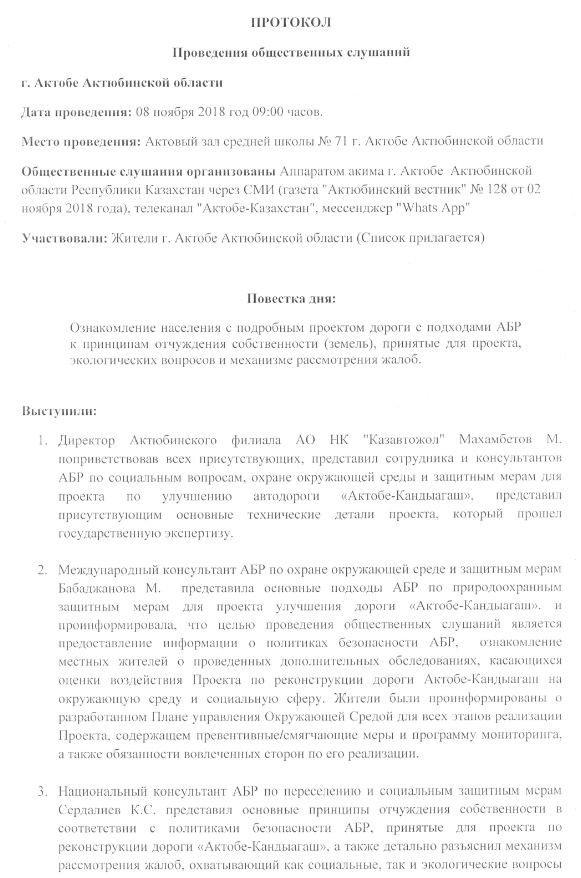 ПРОТОКОЛ
Проведения общественных слушаний
г. Актобе Актюбинской области
Дата проведения: 08 ноября 2018 год 09:00 часов.
Место проведения: Актовый зал средней школы № 71 г. Актобе Актюбинской области
Общественные слушания организованы Аппаратом акима г. Актобе Актюбинской
области Республики Казахстан через СМИ (газета "Актюбинский вестник" № 128 от 02
ноября 2018 года), телеканал "Актобе-Казахстан", мессенджер "Whats App"
Участвовали: Жители г. Актобе Актюбинской области (Список прилагается)
Повестка дня:
Ознакомление населения с подробным проектом дороги с подходами АБР
к принципам отчуждения собственности (земель), принятые для проекта,
экологических вопросов и механизме рассмотрения жалоб.
Выступили:
1. Директор Актюбинского филиала АО НК "Казавтожол" Махамбетов М.
поприветствовав всех присутствующих, представил сотрудника и консультантов
АБР по социальным вопросам, охране окружающей среды и защитным мерам для
проекта по улучшению автодороги «Актобе-Кандыагаш», представил
присутствующим основные технические детали проекта, который прошел
государственную экспертизу.
2. Международный консультант АБР по охране окружающей среде и защитным мерам
Бабаджанова М. представила основные подходы АБР по природоохранным
защитным мерам для проекта улучшения дороги «Актобе-Кандыагаш». и
проинформировала, что целью проведения общественных слушаний является
предоставление информации о политиках безопасности АБР, ознакомление
местных жителей о проведенных дополнительных обследованиях, касающихся
оценки воздействия Проекта по реконструкции дороги Актобе-Кандыагаш на
окружающую среду и социальную сферу. Жители были проинформированы о
разработанном Плане управления Окружающей Средой для всех этапов реализации
Проекта, содержащем превентивные/смягчающие меры и программу мониторинга,
а также обязанности вовлеченных сторон по его реализации.
3. Национальный консультант АБР по переселению и социальным защитным мерам
Сердалиев К.С. представил основные принципы отчуждения собственности в
соответствии с политиками безопасности АБР, принятые для проекта по
реконструкции дороги «Актобе-Кандыагаш», а также детально разъяснил механизм
рассмотрения жалоб, охватывающий как социальные, так и экологические вопросы